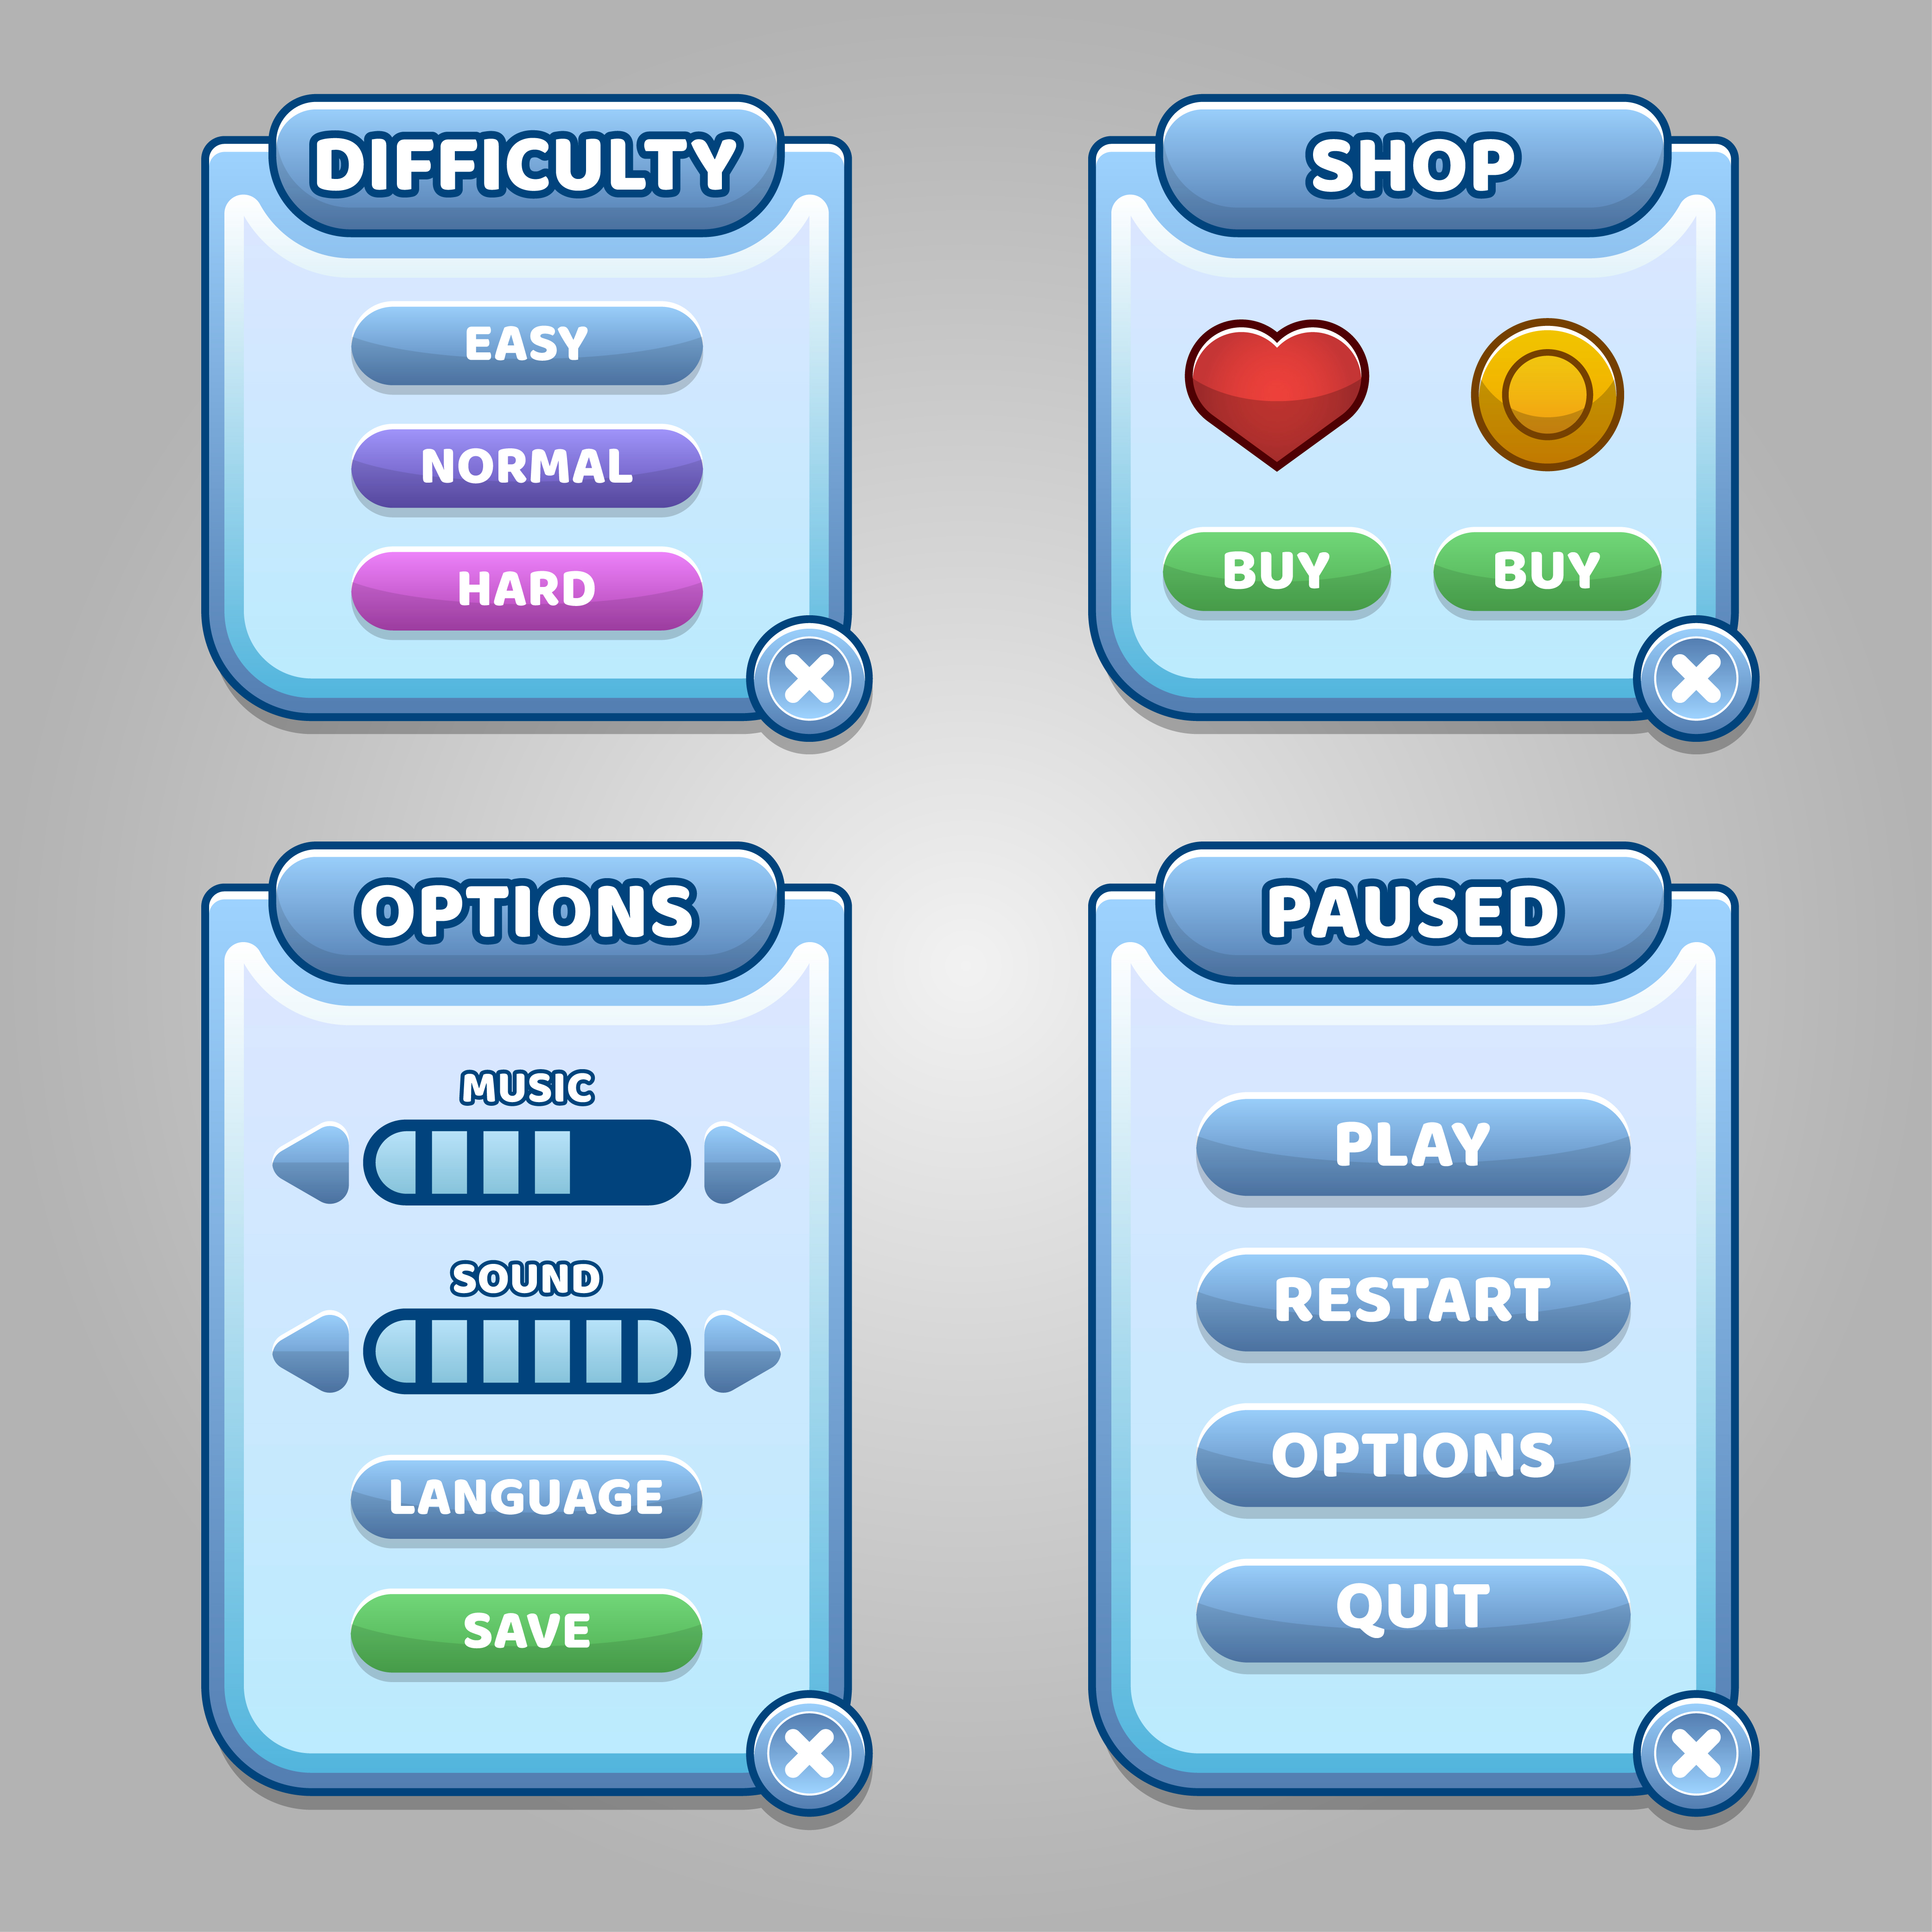 DIFFICULTY
EASY
NORMAL
HARD
SHOP
BUY
BUY
OPTIONS
MUSIC
SOUND
LANGUAGE
SAVE
PAUSED
PLAY
RESTART
OPTIONS
QUIT